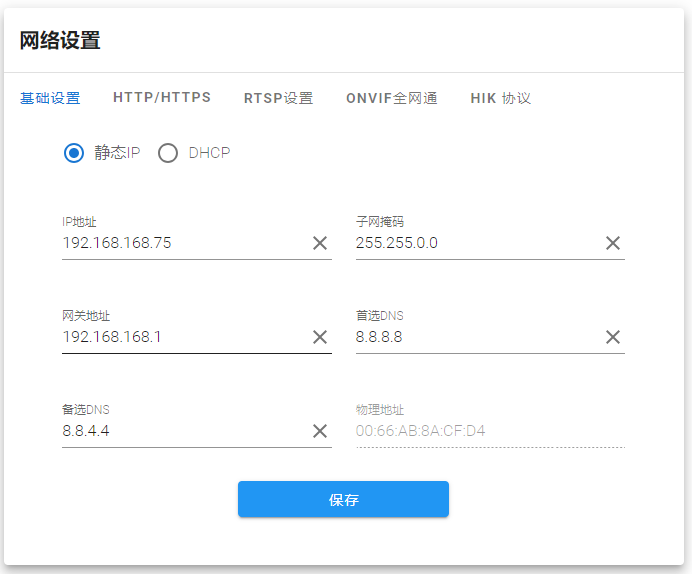 网络设置
基础设置 HTTP/HTTPS RTSP设置 ONVIF全网通 HIK 协议
静态IP DHCP
IP地址 子网掩码
192.168.168.75 255.255.0.0
网关地址 首选DNS
192.168.168.1 8.8.8.8
备选DNS 物理地址
8.8.4.4 00:66:AB:8A:CF:D4
保存